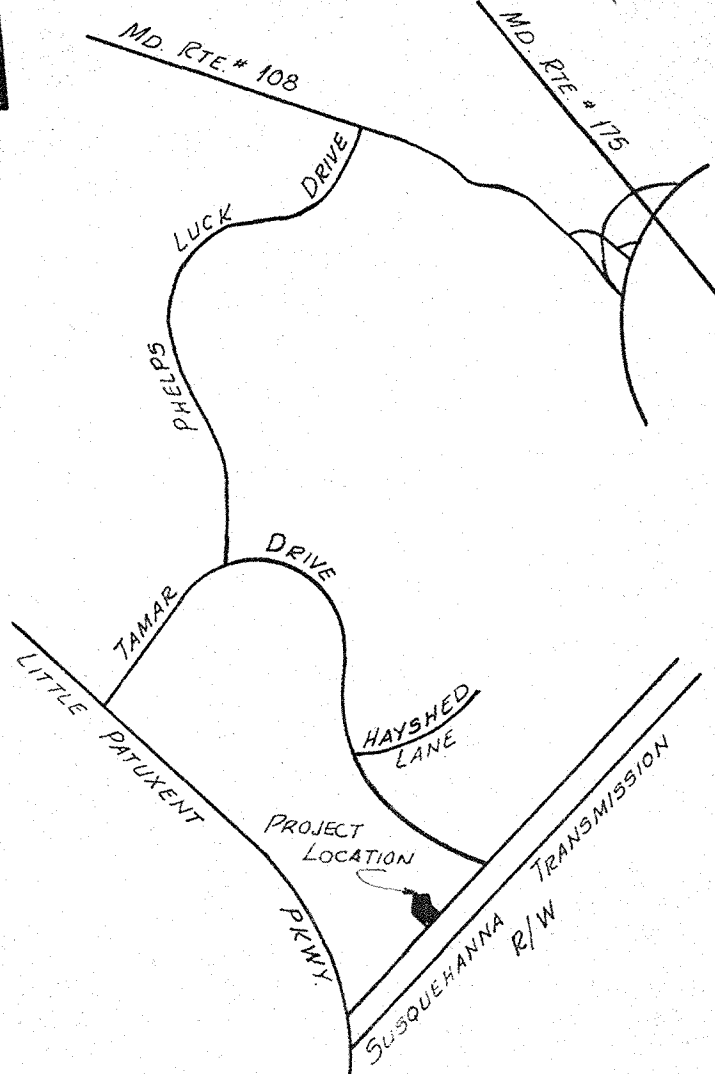 MD. RTE. # 108
MD. RTE. # 175
PHELPS LUCK DRIVE
TAMAR DRIVE
HAYSHED
LANE
LITTLE PATUXENT PKWY.
PROJECT
LOCATION
SUSQUEHANNA TRANSMISSION
R/W